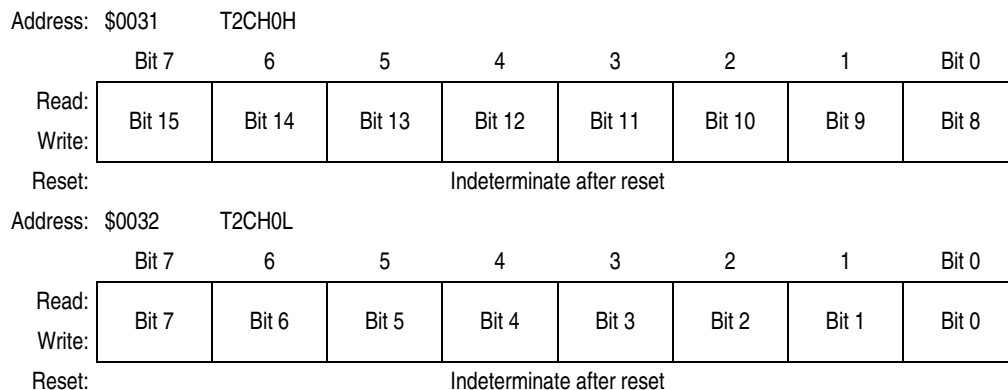 Address: $0031 T2CH0H
Bit 7 6 5 4 3 2 1 Bit 0
Read:
Bit 15 Bit 14 Bit 13 Bit 12 Bit 11 Bit 10 Bit 9 Bit 8
Write:
Reset: Indeterminate after reset
Address: $0032 T2CH0L
Bit 7 6 5 4 3 2 1 Bit 0
Read:
Bit 7 Bit 6 Bit 5 Bit 4 Bit 3 Bit 2 Bit 1 Bit 0
Write:
Reset: Indeterminate after reset